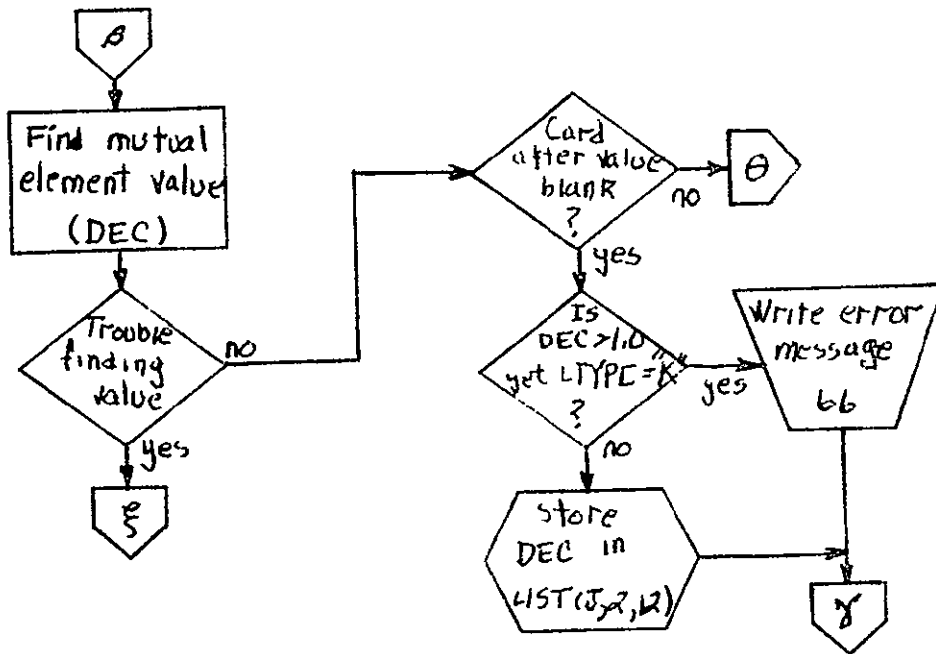 β
Find mutual
element value
(DEC)
Trouble
finding
value
no
yes
ξ
Card
after value
blank
?
no
θ
yes
Is
DEC>1.0
yet LTYPE="K"
?
yes
Write error
message
66
no
Store
DEC in
LIST(J,2,12)
γ